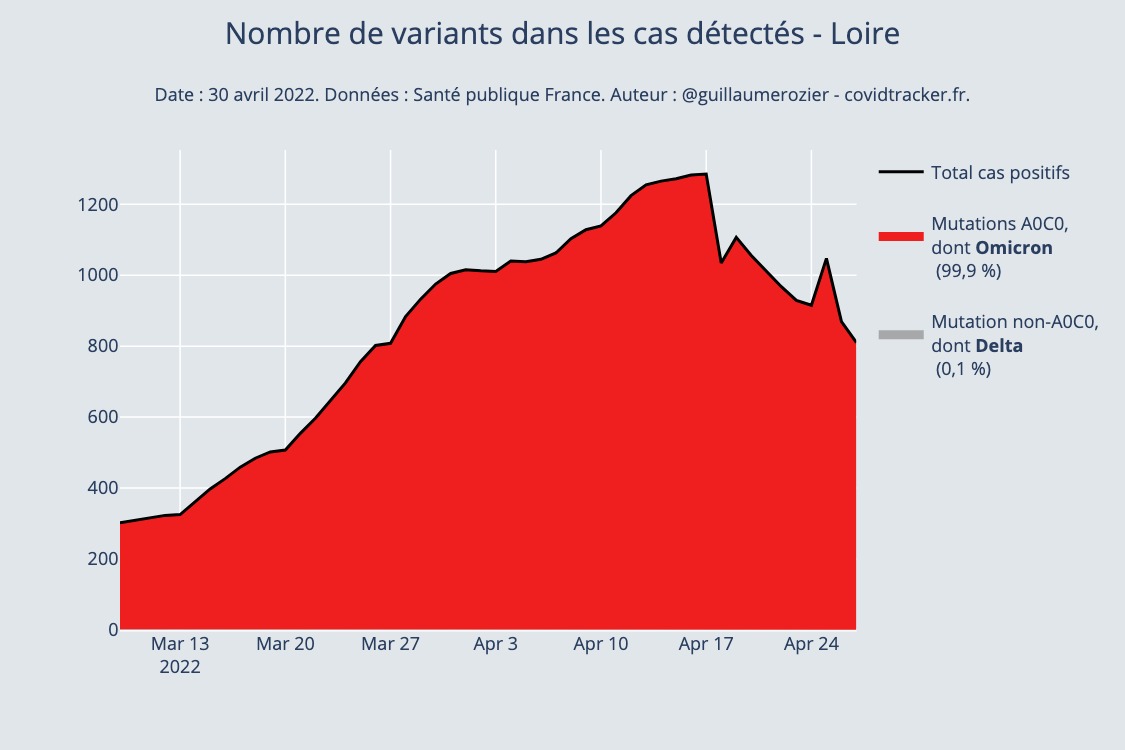 Nombre de variants dans les cas détectés - Loire
Date : 30 avril 2022. Données : Santé publique France. Auteur : @guillaumerozier - covidtracker.fr.
Total cas positifs
Mutations A0C0,
dont Omicron
(99,9 %)
Mutation non-A0C0,
dont Delta
(0,1 %)
1200
1000
800
600
400
200
0
Mar 13 Mar 20 Mar 27 Apr 3 Apr 10 Apr 17 Apr 24
2022